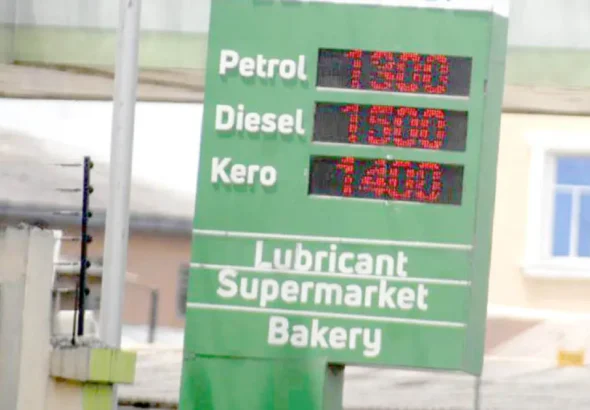 Petrol 1300
Diesel 1500
Kero 1400
Lubricant
Supermarket
Bakery